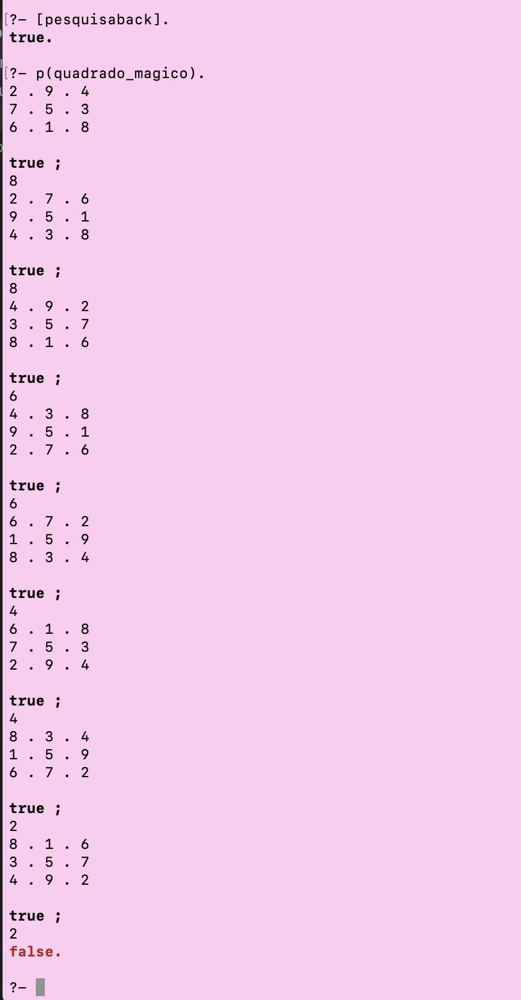 ?- [pesquisaback].
true.
?- p(quadrado_magico).
2 . 9 . 4
7 . 5 . 3
6 . 1 . 8
true ;
8
2 . 7 . 6
9 . 5 . 1
4 . 3 . 8
true ;
8
4 . 9 . 2
3 . 5 . 7
8 . 1 . 6
true ;
6
4 . 3 . 8
9 . 5 . 1
2 . 7 . 6
true ;
6
6 . 7 . 2
1 . 5 . 9
8 . 3 . 4
true ;
4
6 . 1 . 8
7 . 5 . 3
2 . 9 . 4
true ;
4
8 . 3 . 4
1 . 5 . 9
6 . 7 . 2
true ;
2
8 . 1 . 6
3 . 5 . 7
4 . 9 . 2
true ;
2
false.
?-